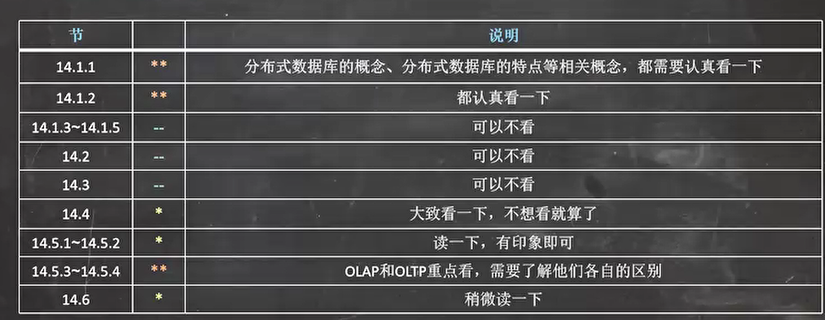 节 说明
14.1.1 ** 分布式数据库的概念、分布式数据库的特点等相关概念，都需要认真看一下
14.1.2 ** 都认真看一下
14.1.3~14.1.5 -- 可以不看
14.2 -- 可以不看
14.3 -- 可以不看
14.4 * 大致看一下，不想看就算了
14.5.1~14.5.2 * 读一下，有印象即可
14.5.3~14.5.4 ** OLAP和OLTP重点看，需要了解他们各自的区别
14.6 * 稍微读一下